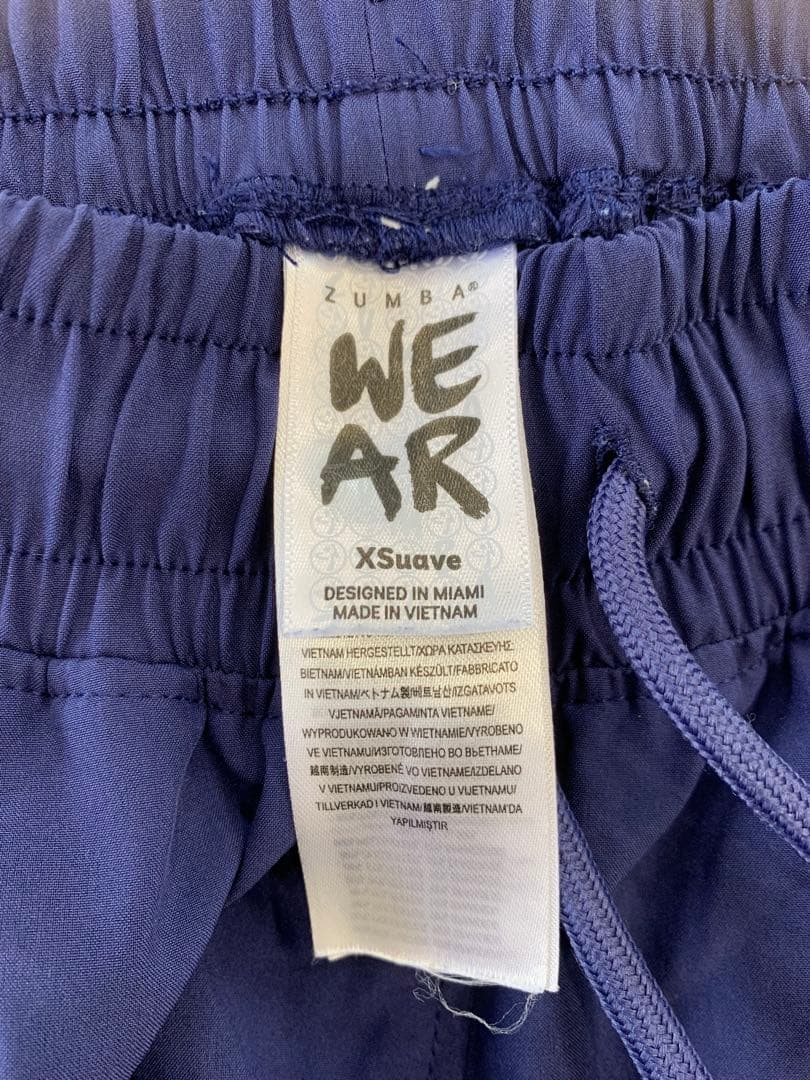 ZUMBA®
WE
AR
XSuave
DESIGNED IN MIAMI
MADE IN VIETNAM
VIETNAM HERGESTELLT/ΧΩΡΑ ΚΑΤΑΣΚΕΥΗΣ:
ΒΙΕΤΝΑΜ/VIETNÁMBAN KÉSZÜLT/FABBRICATO
IN VIETNAM/ベトナム製/베트남산/IZGATAVOTS
VJETNAMĀ/PAGAMINTA VIETNAME/
WYPRODUKOWANO W WIETNAMIE/VYROBENO
VE VIETNAMU/ИЗГОТОВЛЕНО ВО ВЬЕТНАМЕ/
越南制造/VYROBENÉ VO VIETNAME/IZDELANO
V VIETNAMU/PROIZVEDENO U VIJETNAMU/
TILLVERKAD I VIETNAM/越南製造/VIETNAM'DA
YAPILMIŞTIR